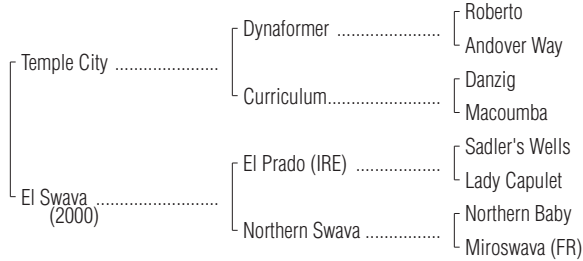 Roberto
Dynaformer ....................
Andover Way
Temple City ....................
Danzig
Curriculum......................
Macoumba
Sadler's Wells
El Prado (IRE) .................
Lady Capulet
El Swava ........................
(2000)
Northern Baby
Northern Swava ...............
Miroswava (FR)